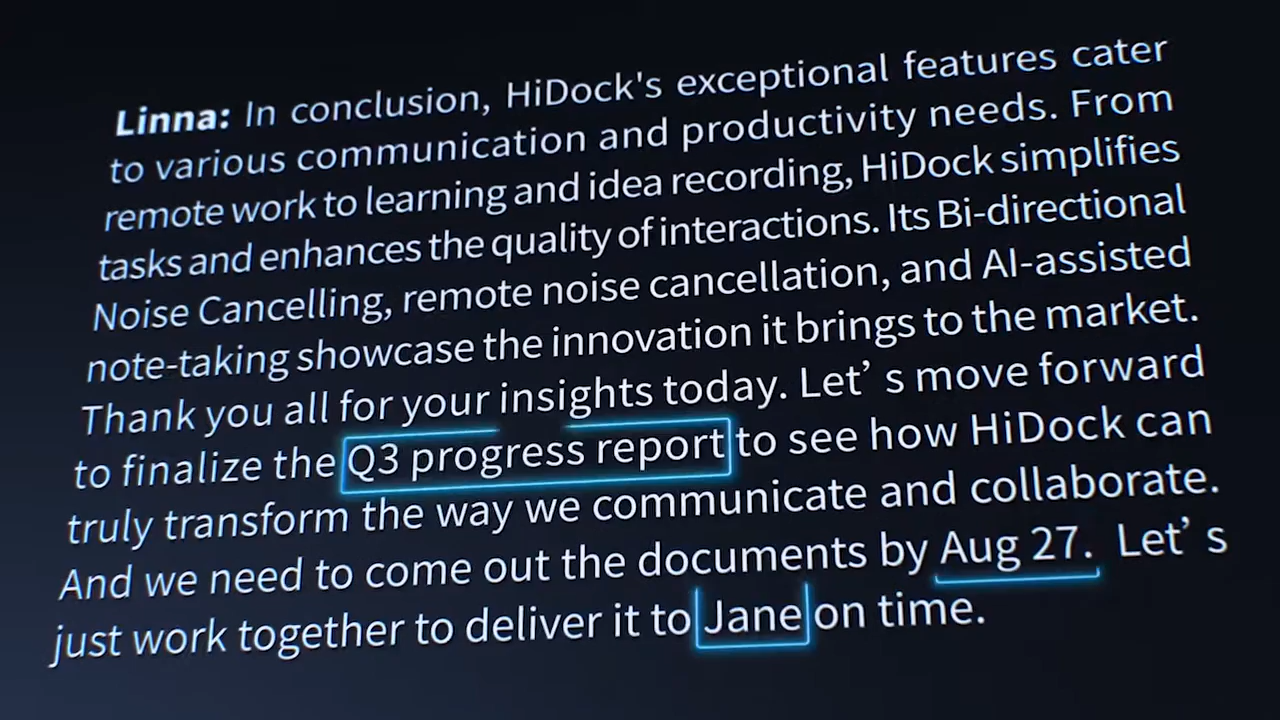 Linna: In conclusion, HiDock's exceptional features cater
to various communication and productivity needs. From
remote work to learning and idea recording, HiDock simplifies
tasks and enhances the quality of interactions. Its Bi-directional
Noise Cancelling, remote noise cancellation, and AI-assisted
note-taking showcase the innovation it brings to the market.
Thank you all for your insights today. Let’s move forward
to finalize the Q3 progress report to see how HiDock can
truly transform the way we communicate and collaborate.
And we need to come out the documents by Aug 27. Let’s
just work together to deliver it to Jane on time.